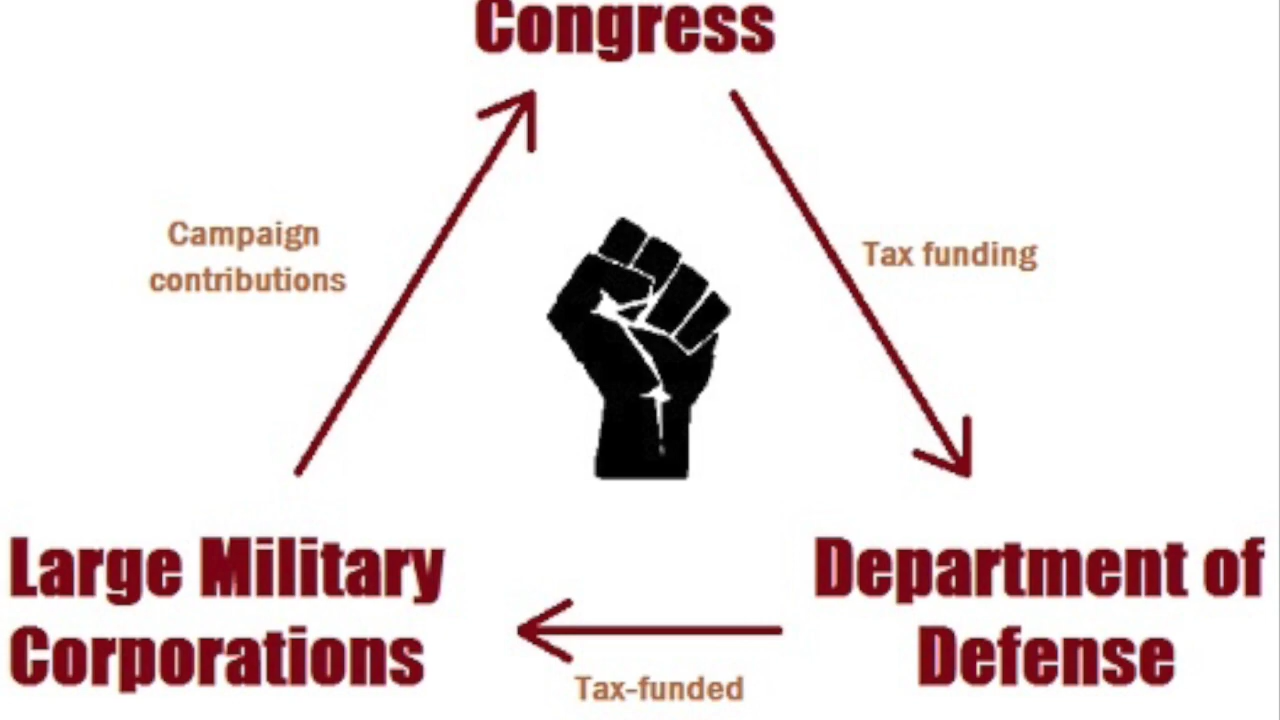 Congress
Campaign
contributions
Tax funding
Large Military
Corporations
Department of
Defense
Tax-funded